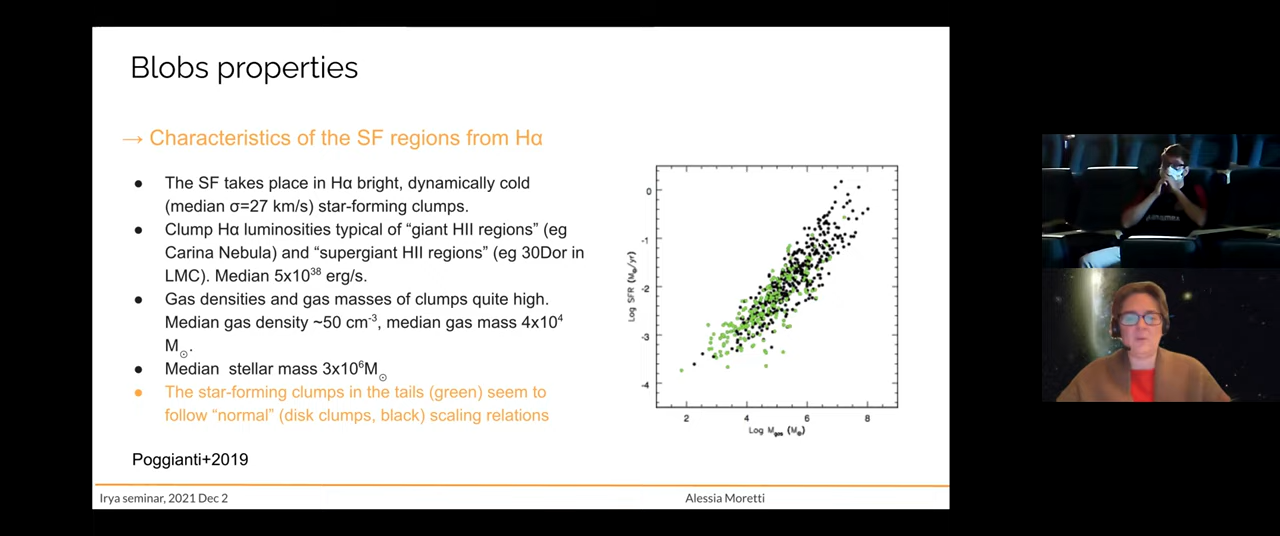 Blobs properties
→ Characteristics of the SF regions from Hα
● The SF takes place in Hα bright, dynamically cold
(median σ=27 km/s) star-forming clumps.
● Clump Hα luminosities typical of “giant HII regions” (eg
Carina Nebula) and “supergiant HII regions” (eg 30Dor in
LMC). Median 5x10³⁸ erg/s.
● Gas densities and gas masses of clumps quite high.
Median gas density ~50 cm⁻³, median gas mass 4x10⁴
M☉.
● Median stellar mass 3x10⁶M☉
● The star-forming clumps in the tails (green) seem to
follow “normal” (disk clumps, black) scaling relations
Poggianti+2019
Log SFR (M☉/yr)
0
-1
-2
-3
-4
2 4 6 8
Log Mgas (M☉)
Irya seminar, 2021 Dec 2
Alessia Moretti